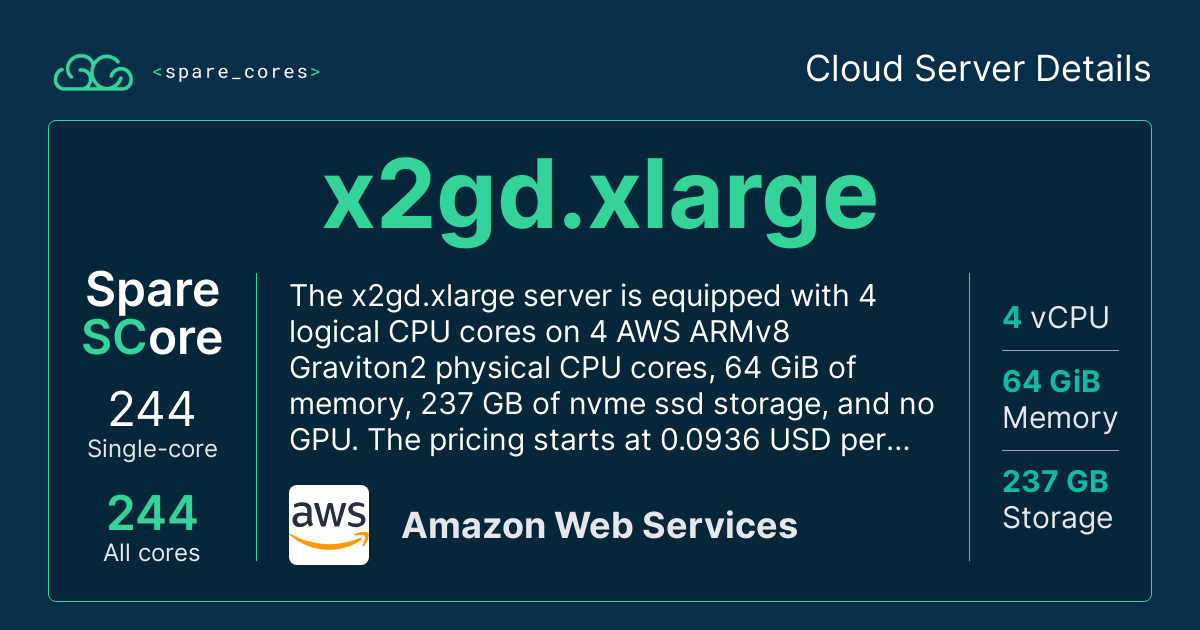 <spare_cores>
Cloud Server Details
x2gd.xlarge
Spare
SCore
244
Single-core
244
All cores
The x2gd.xlarge server is equipped with 4
logical CPU cores on 4 AWS ARMv8
Graviton2 physical CPU cores, 64 GiB of
memory, 237 GB of nvme ssd storage, and no
GPU. The pricing starts at 0.0936 USD per...
aws
Amazon Web Services
4 vCPU
64 GiB
Memory
237 GB
Storage